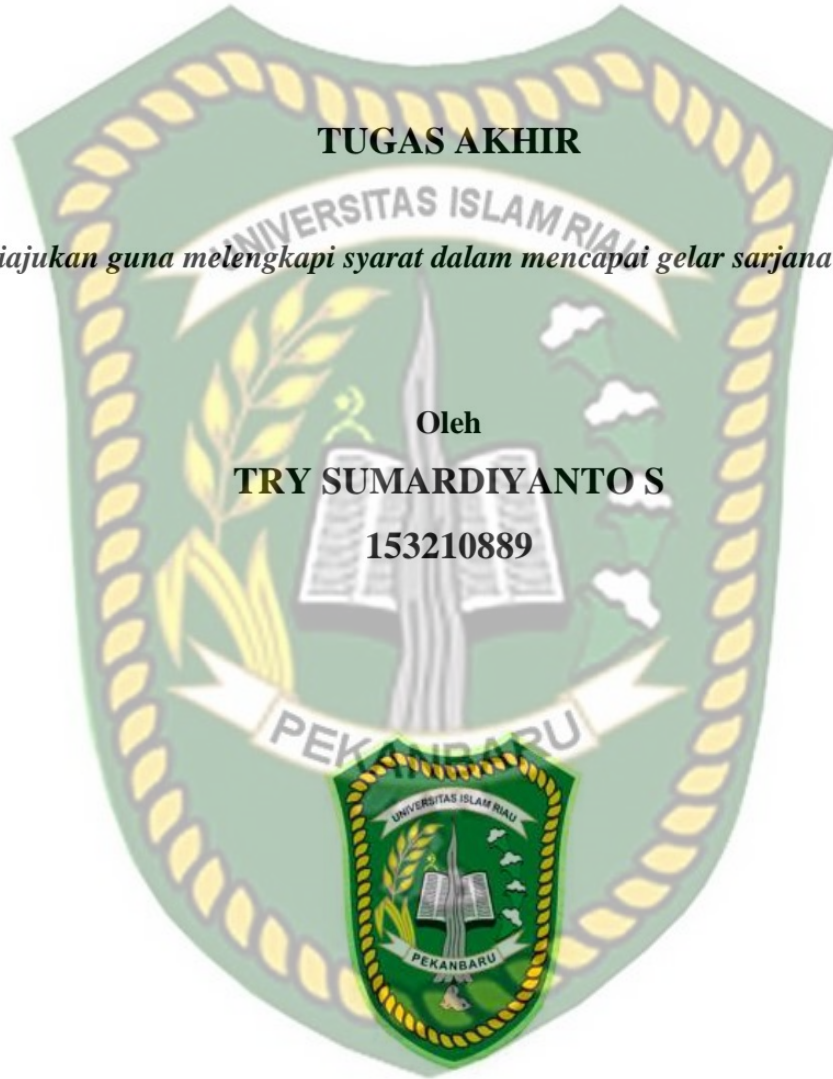 TUGAS AKHIR
UNIVERSITAS ISLAM RIAU
iajukan guna melengkapi syarat dalam mencapai gelar sarjana
Oleh
TRY SUMARDIYANTO S
153210889
PEKANBARU
UNIVERSITAS ISLAM RIAU
PEKANBARU